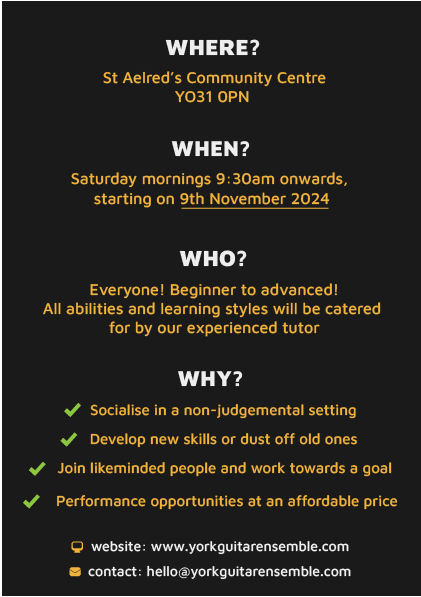 WHERE?
St Aelred's Community Centre
YO31 0PN
WHEN?
Saturday mornings 9:30am onwards,
starting on 9th November 2024
WHO?
Everyone! Beginner to advanced!
All abilities and learning styles will be catered
for by our experienced tutor
WHY?
Socialise in a non-judgemental setting
Develop new skills or dust off old ones
Join likeminded people and work towards a goal
Performance opportunities at an affordable price
website: www.yorkguitarensemble.com
contact: hello@yorkguitarensemble.com